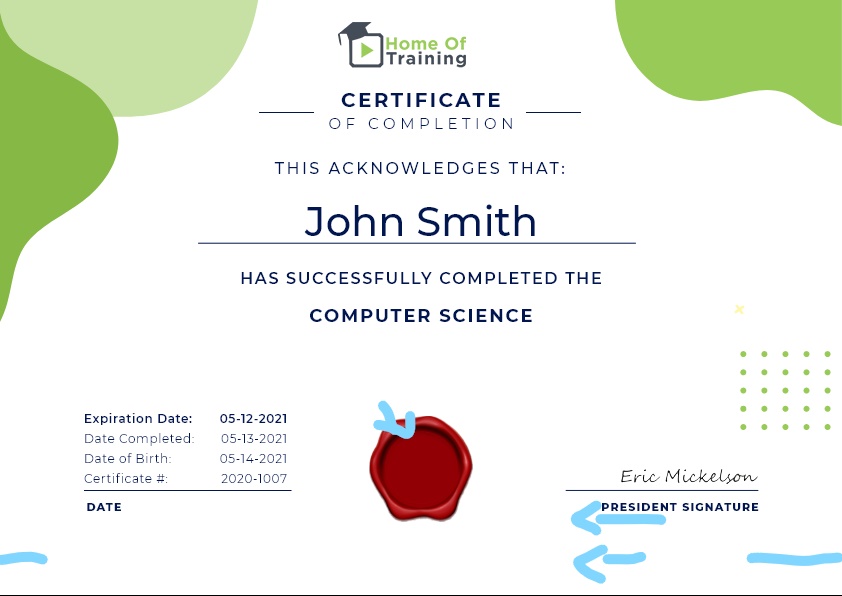 Home Of
Training
CERTIFICATE
OF COMPLETION
THIS ACKNOWLEDGES THAT:
John Smith
HAS SUCCESSFULLY COMPLETED THE
COMPUTER SCIENCE
Expiration Date: 05-12-2021
Date Completed: 05-13-2021
Date of Birth: 05-14-2021
Certificate #: 2020-1007
DATE
Eric Mickelson
PRESIDENT SIGNATURE